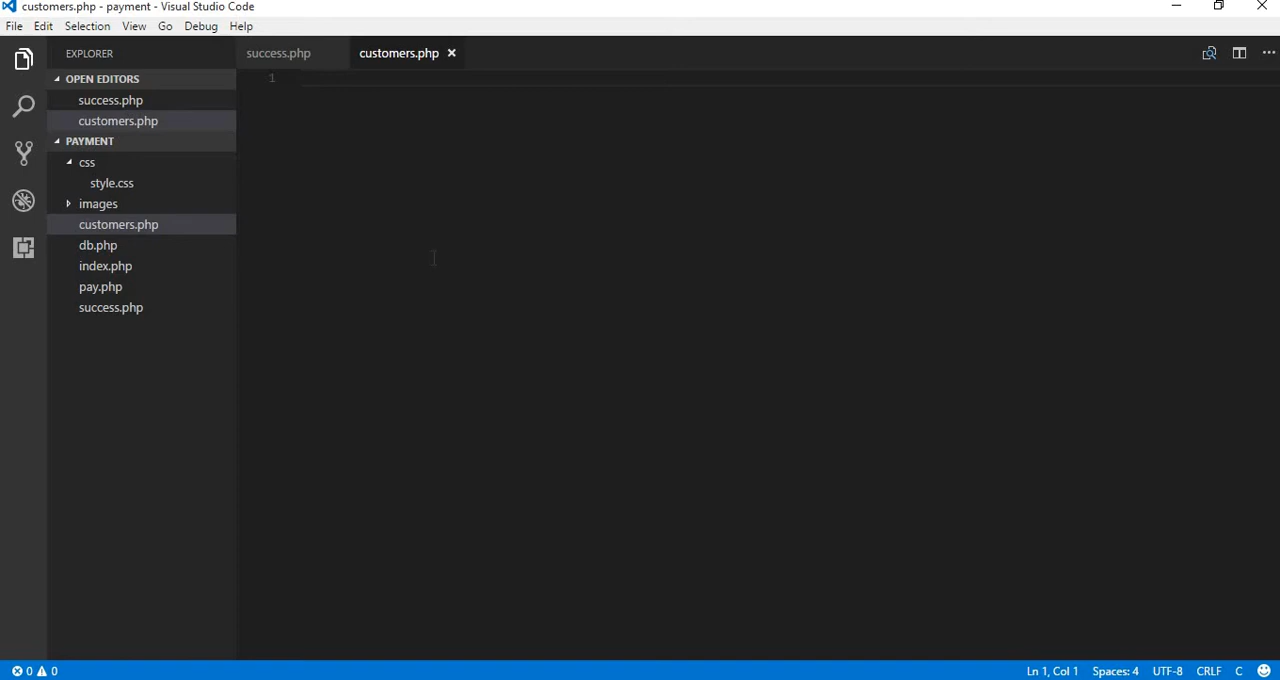 customers.php - payment - Visual Studio Code
File Edit Selection View Go Debug Help
EXPLORER
success.php customers.php
OPEN EDITORS
success.php
customers.php
PAYMENT
css
style.css
images
customers.php
db.php
index.php
pay.php
success.php
1
0 0 Ln 1, Col 1 Spaces: 4 UTF-8 CRLF C